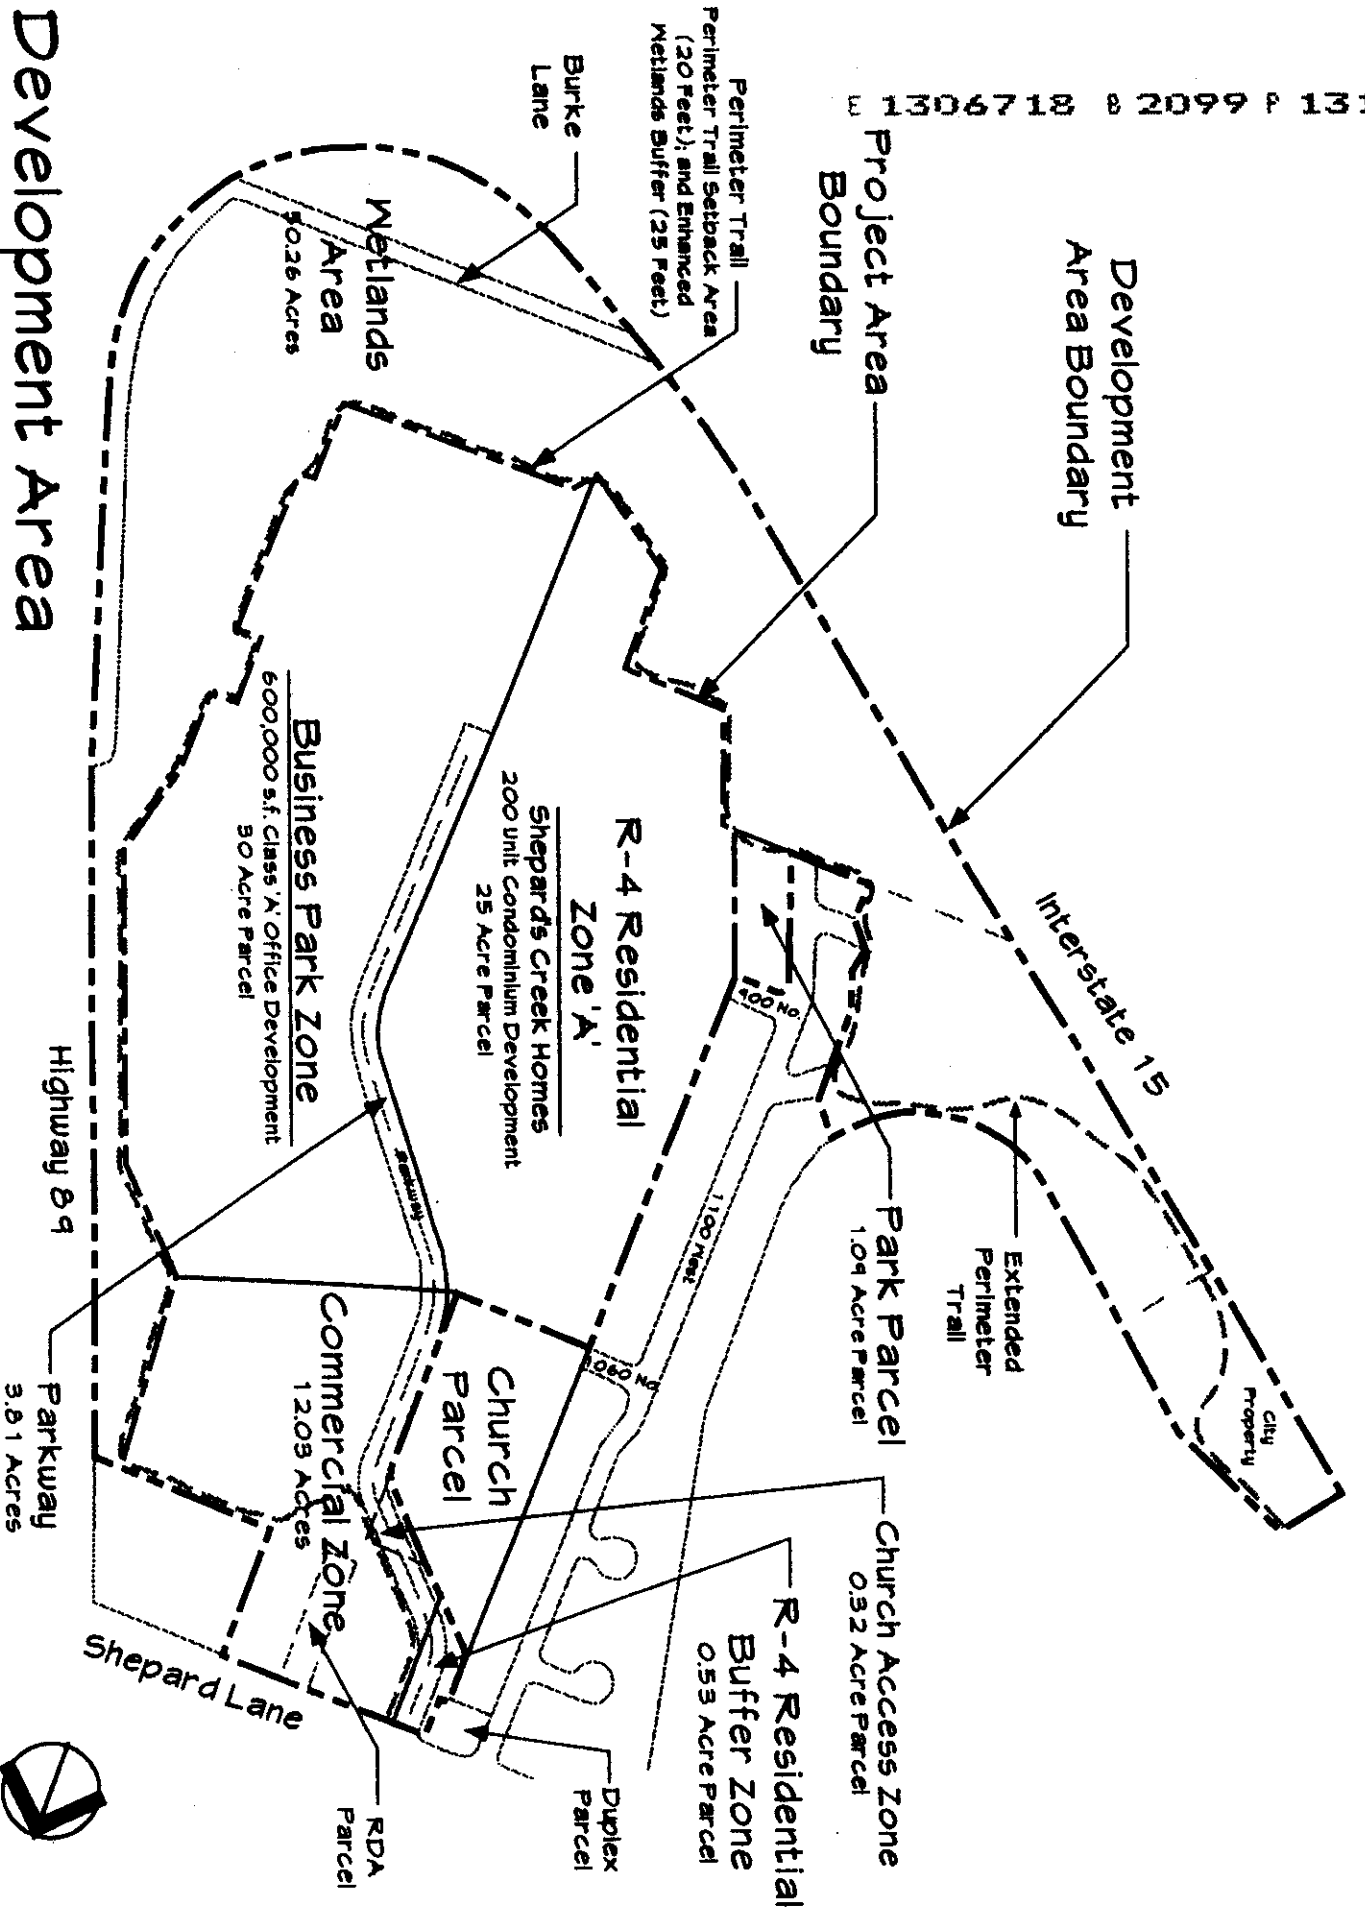 E 1306718 B 2099 P 131
Development
Area Boundary
Project Area
Boundary
Perimeter Trail
Perimeter Trail Setback Area
(20 Feet); and Enhanced
Wetlands Buffer (25 Feet)
Burke
Lane
Wetlands
Area
50.26 Acres
Interstate 15
Extended
Perimeter
Trail
City
Property
Park Parcel
1.09 Acre Parcel
400 No.
1100 West
1060 No.
R-4 Residential
Zone 'A'
Shepard's Creek Homes
200 Unit Condominium Development
25 Acre Parcel
Business Park Zone
600,000 s.f. Class 'A' Office Development
30 Acre Parcel
Parkway
Highway 89
Church
Parcel
Commercial Zone
12.03 Acres
Church Access Zone
0.32 Acre Parcel
R-4 Residential
Buffer Zone
0.53 Acre Parcel
Duplex
Parcel
RDA
Parcel
Parkway
3.81 Acres
Shepard Lane
Development Area